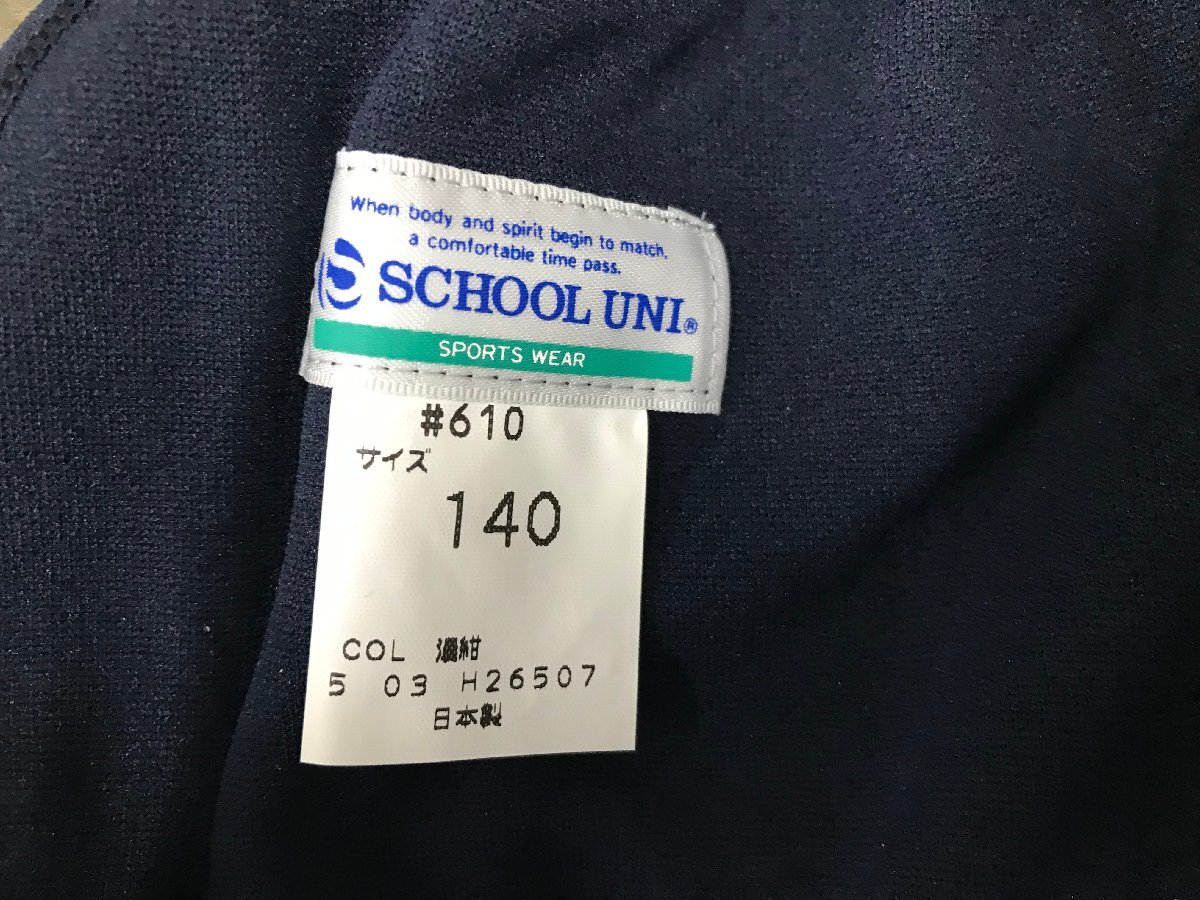 When body and spirit begin to match,
a comfortable time pass.
S SCHOOL UNI®
SPORTS WEAR
#610
サイズ
140
COL 濃紺
5 03 H26507
日本製